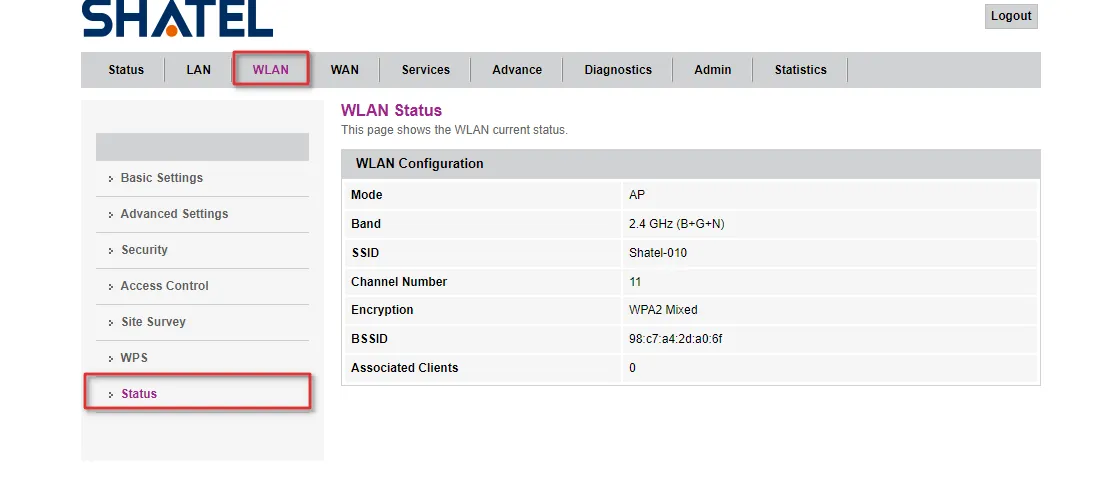 SHATEL
Logout
Status LAN WLAN WAN Services Advance Diagnostics Admin Statistics
WLAN Status
This page shows the WLAN current status.
WLAN Configuration
Basic Settings
Advanced Settings
Security
Access Control
Site Survey
WPS
Status
Mode AP
Band 2.4 GHz (B+G+N)
SSID Shatel-010
Channel Number 11
Encryption WPA2 Mixed
BSSID 98:c7:a4:2d:a0:6f
Associated Clients 0